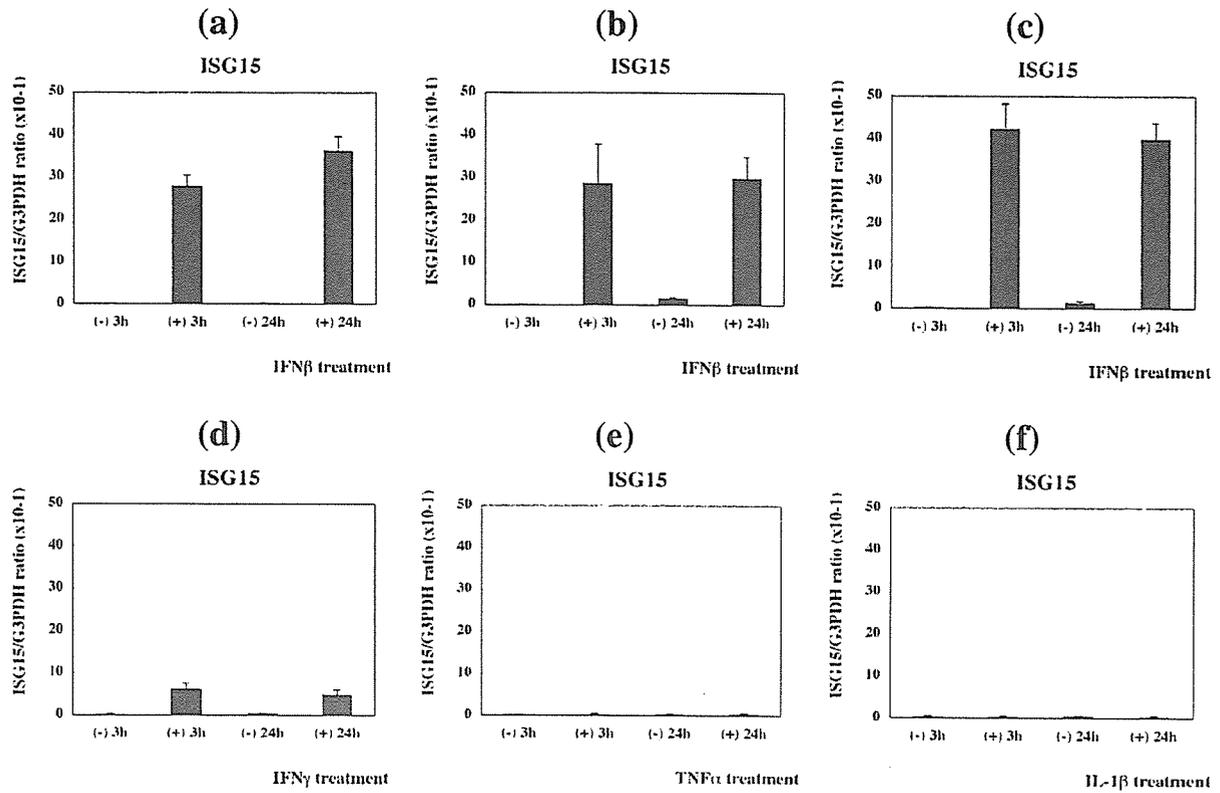 (a)
ISG15
ISG15/G3PDH ratio (x10-1)
50
40
30
20
10
0
(-) 3h (+) 3h (-) 24h (+) 24h
IFNβ treatment
(b)
ISG15
ISG15/G3PDH ratio (x10-1)
50
40
30
20
10
0
(-) 3h (+) 3h (-) 24h (+) 24h
IFNβ treatment
(c)
ISG15
ISG15/G3PDH ratio (x10-1)
50
40
30
20
10
0
(-) 3h (+) 3h (-) 24h (+) 24h
IFNβ treatment
(d)
ISG15
ISG15/G3PDH ratio (x10-1)
50
40
30
20
10
0
(-) 3h (+) 3h (-) 24h (+) 24h
IFNγ treatment
(e)
ISG15
ISG15/G3PDH ratio (x10-1)
50
40
30
20
10
0
(-) 3h (+) 3h (-) 24h (+) 24h
TNFα treatment
(f)
ISG15
ISG15/G3PDH ratio (x10-1)
50
40
30
20
10
0
(-) 3h (+) 3h (-) 24h (+) 24h
IL-1β treatment